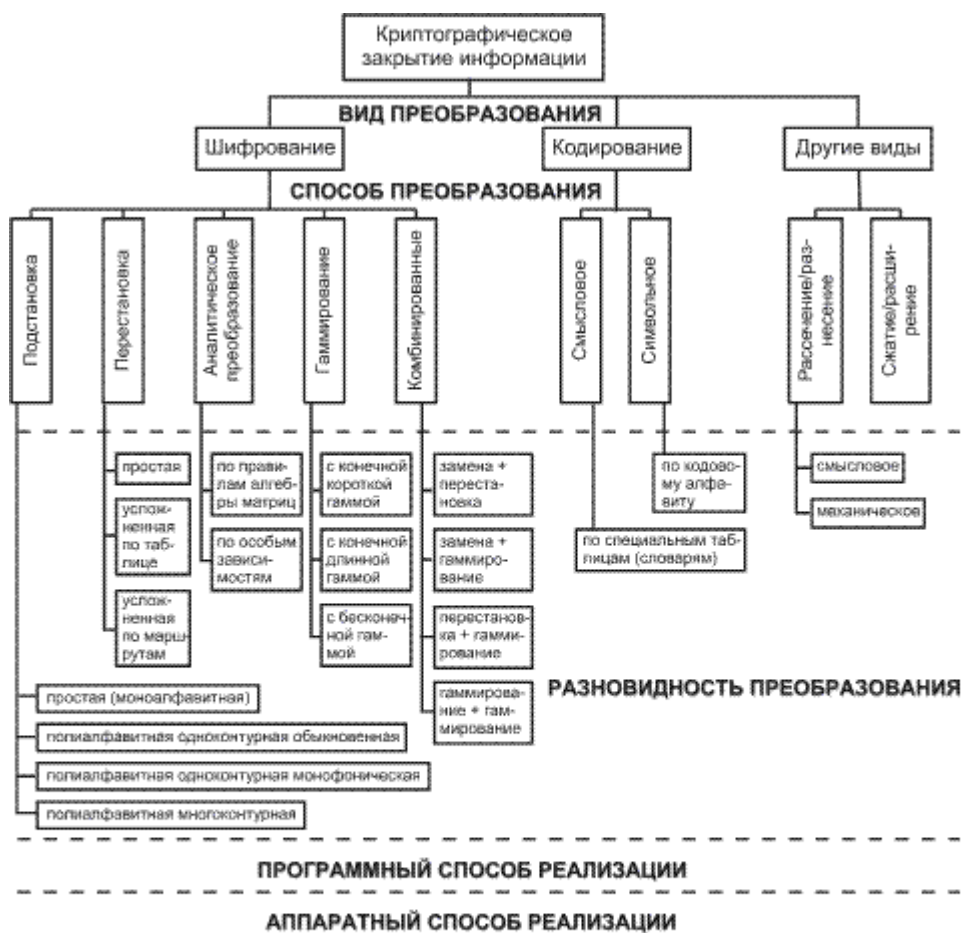 Криптографическое
закрытие информации
ВИД ПРЕОБРАЗОВАНИЯ
Шифрование
Кодирование
Другие виды
СПОСОБ ПРЕОБРАЗОВАНИЯ
Подстановка
Перестановка
Аналитическое
преобразование
Гаммирование
Комбинированные
Смысловое
Символьное
Рассечение/раз-
несение
Сжатие/расши-
рение
простая
услож-
ненная
по таб-
лице
услож-
ненная
по марш-
рутам
по прави-
лам алгеб-
ры матриц
по особым
зависи-
мостям
с конечной
короткой
гаммой
с конечной
длинной
гаммой
с бесконеч-
ной гам-
мой
замена +
переста-
новка
замена +
гаммиро-
вание
перестанов-
ка + гамми-
рование
гаммирова-
ние + гам-
мирование
по кодово-
му алфа-
виту
по специальным таб-
лицам (словарям)
смысловое
механическое
РАЗНОВИДНОСТЬ ПРЕОБРАЗОВАНИЯ
простая (моноалфавитная)
полиалфавитная одноконтурная обыкновенная
полиалфавитная одноконтурная монофоническая
полиалфавитная многоконтурная
ПРОГРАММНЫЙ СПОСОБ РЕАЛИЗАЦИИ
АППАРАТНЫЙ СПОСОБ РЕАЛИЗАЦИИ